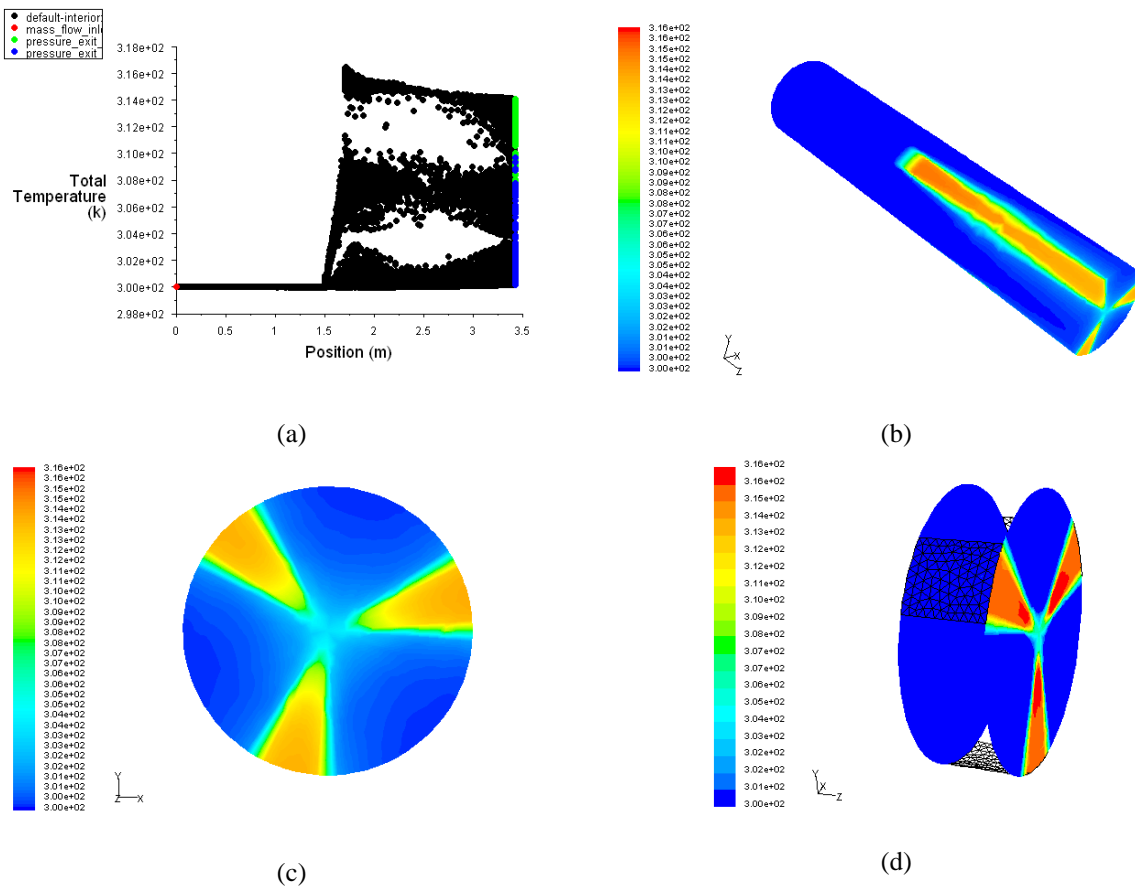 default-interior:
mass_flow_inl
pressure_exit_
pressure_exit_
3.18e+02
3.16e+02
3.14e+02
3.12e+02
3.10e+02
3.08e+02
3.06e+02
3.04e+02
3.02e+02
3.00e+02
2.98e+02
Total
Temperature
(k)
0
0.5
1
1.5
2
2.5
3
3.5
Position (m)
(a)
3.16e+02
3.16e+02
3.15e+02
3.15e+02
3.14e+02
3.13e+02
3.13e+02
3.12e+02
3.12e+02
3.11e+02
3.11e+02
3.10e+02
3.10e+02
3.09e+02
3.08e+02
3.08e+02
3.07e+02
3.07e+02
3.06e+02
3.06e+02
3.05e+02
3.04e+02
3.04e+02
3.03e+02
3.03e+02
3.02e+02
3.02e+02
3.01e+02
3.01e+02
3.00e+02
3.00e+02
Y
X
Z
(b)
3.16e+02
3.16e+02
3.15e+02
3.14e+02
3.14e+02
3.13e+02
3.13e+02
3.12e+02
3.12e+02
3.11e+02
3.11e+02
3.10e+02
3.10e+02
3.09e+02
3.09e+02
3.08e+02
3.07e+02
3.07e+02
3.06e+02
3.06e+02
3.05e+02
3.05e+02
3.04e+02
3.04e+02
3.03e+02
3.03e+02
3.02e+02
3.02e+02
3.01e+02
3.01e+02
3.00e+02
Y
Z
X
(c)
3.16e+02
3.16e+02
3.15e+02
3.14e+02
3.13e+02
3.12e+02
3.11e+02
3.11e+02
3.10e+02
3.09e+02
3.08e+02
3.07e+02
3.07e+02
3.06e+02
3.05e+02
3.04e+02
3.03e+02
3.02e+02
3.02e+02
3.01e+02
3.00e+02
Y
X
Z
(d)